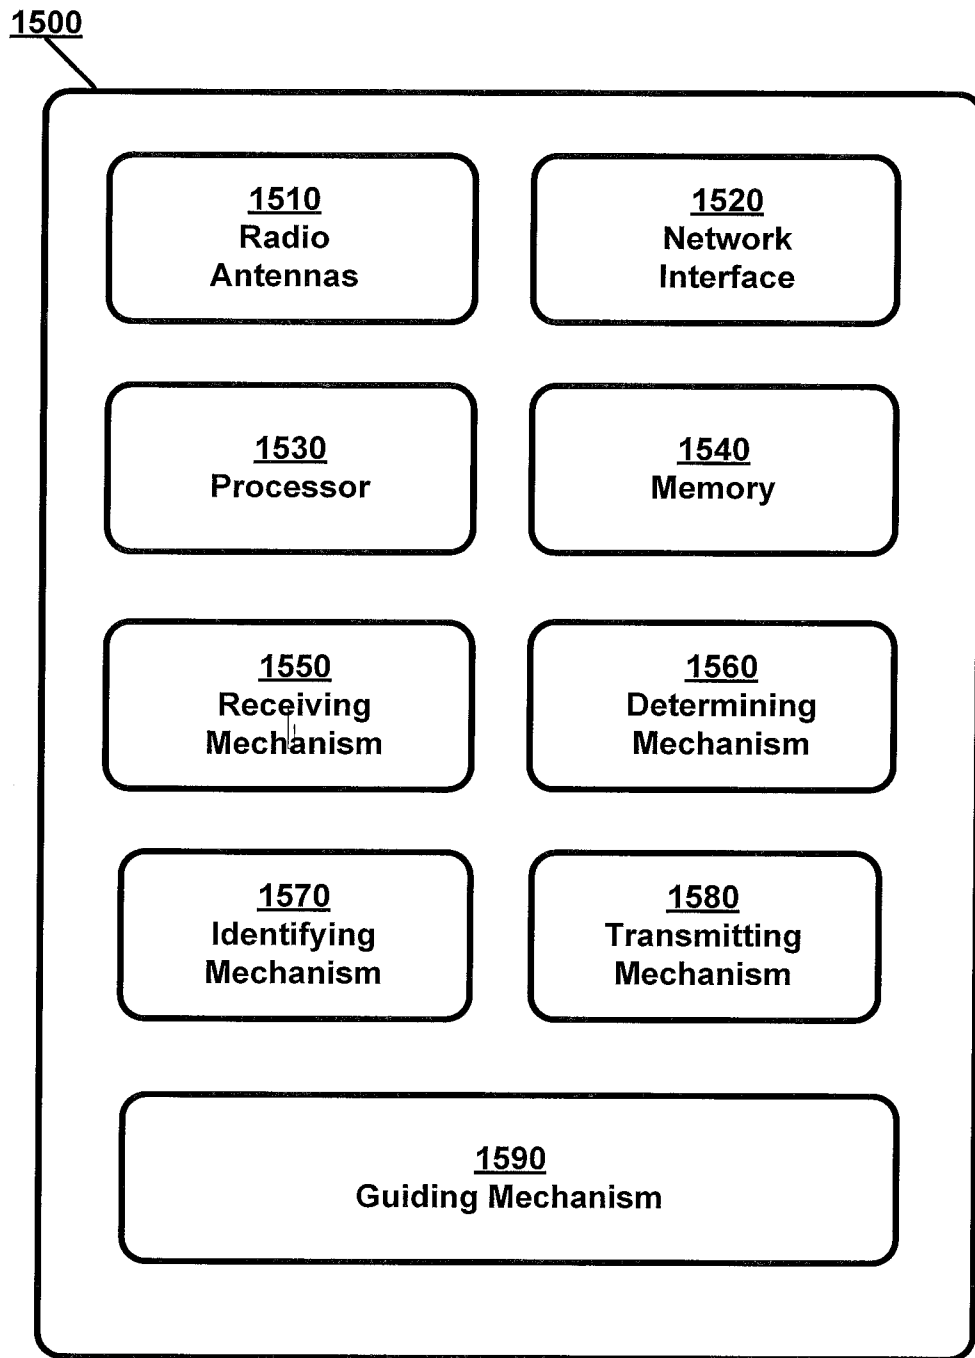 1500
1510
Radio
Antennas
1520
Network
Interface
1530
Processor
1540
Memory
1550
Receiving
Mechanism
1560
Determining
Mechanism
1570
Identifying
Mechanism
1580
Transmitting
Mechanism
1590
Guiding Mechanism